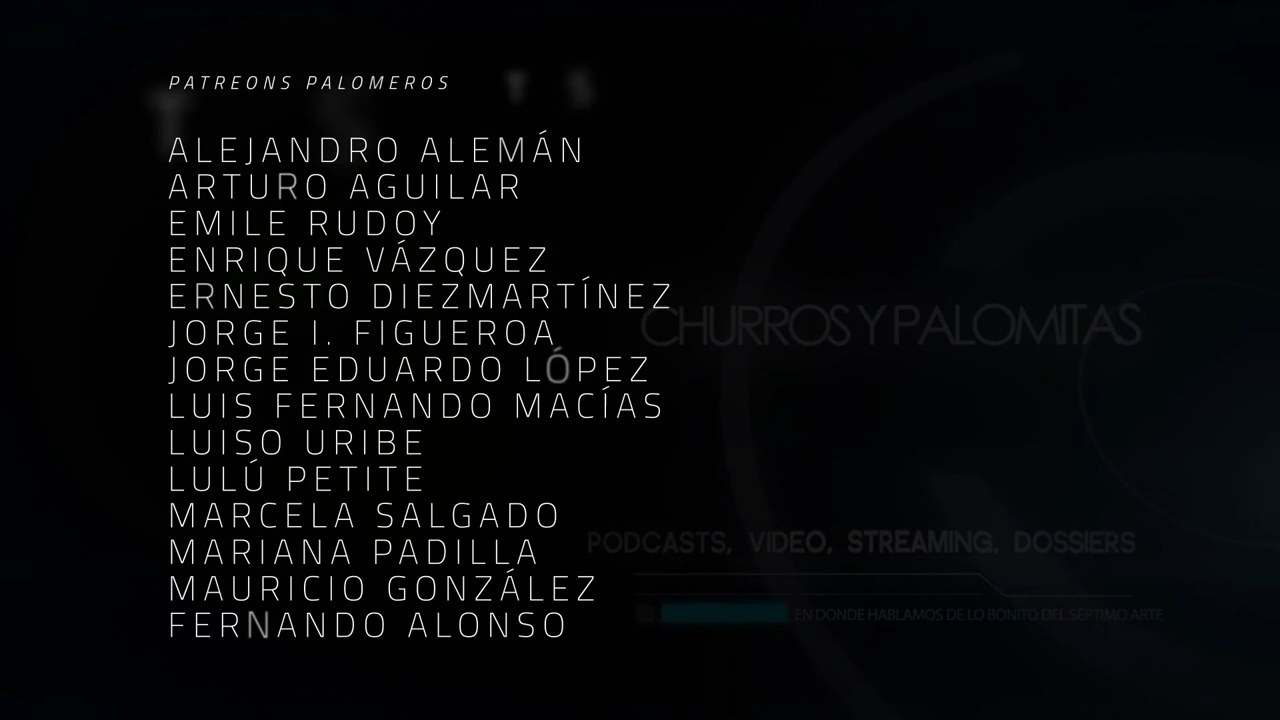 PATREONS PALOMEROS
ALEJANDRO ALEMÁN
ARTURO AGUILAR
EMILE RUDOY
ENRIQUE VÁZQUEZ
ERNESTO DIEZMARTÍNEZ
JORGE I. FIGUEROA
JORGE EDUARDO LÓPEZ
LUIS FERNANDO MACÍAS
LUISO URIBE
LULÚ PETITE
MARCELA SALGADO
MARIANA PADILLA
MAURICIO GONZÁLEZ
FERNANDO ALONSO
CHURROS Y PALOMITAS
PODCASTS, VIDEO, STREAMING, DOSSIERS
EN DONDE HABLAMOS DE LO BONITO DEL SÉPTIMO ARTE